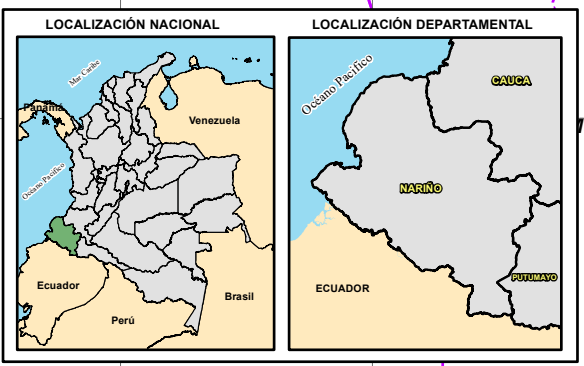 LOCALIZACIÓN NACIONAL
Mar Caribe
Panamá
Venezuela
Océano Pacífico
Ecuador
Perú
Brasil
LOCALIZACIÓN DEPARTAMENTAL
Océano Pacífico
CAUCA
NARIÑO
PUTUMAYO
ECUADOR